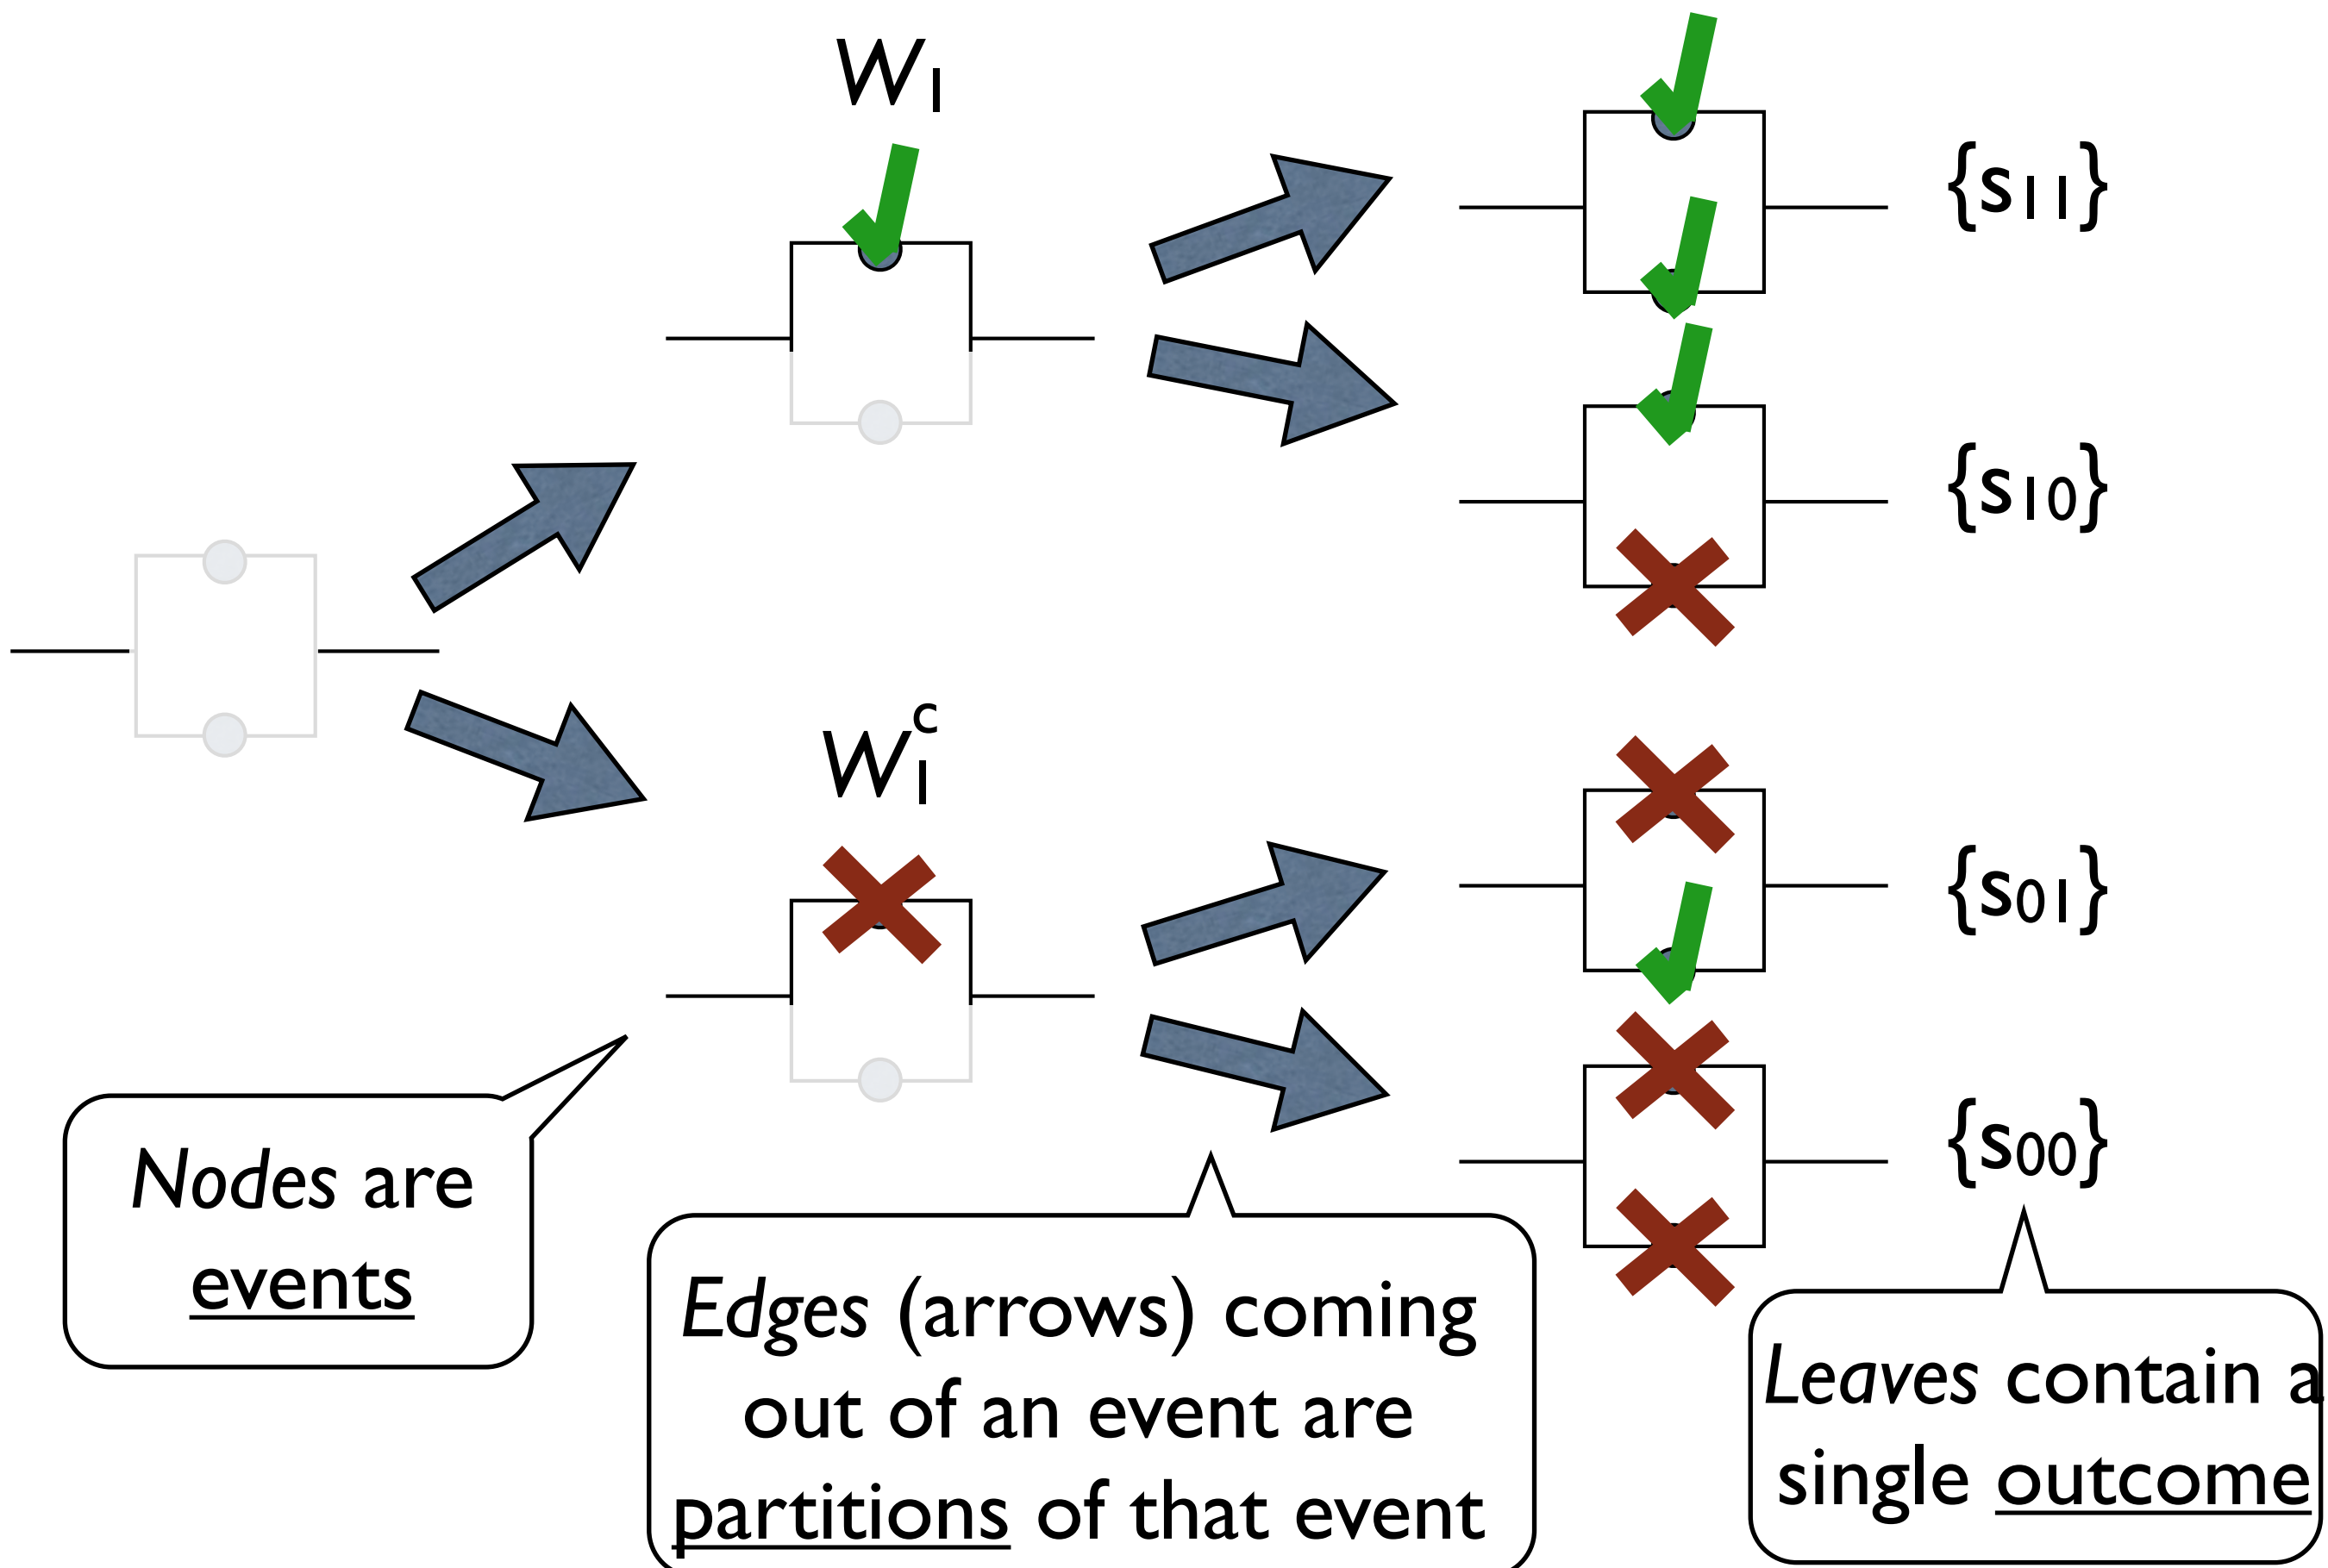 W₁
{s₁₁}
{s₁₀}
W₁ᶜ
{s₀₁}
{s₀₀}
Nodes are
events
Edges (arrows) coming
out of an event are
partitions of that event
Leaves contain a
single outcome